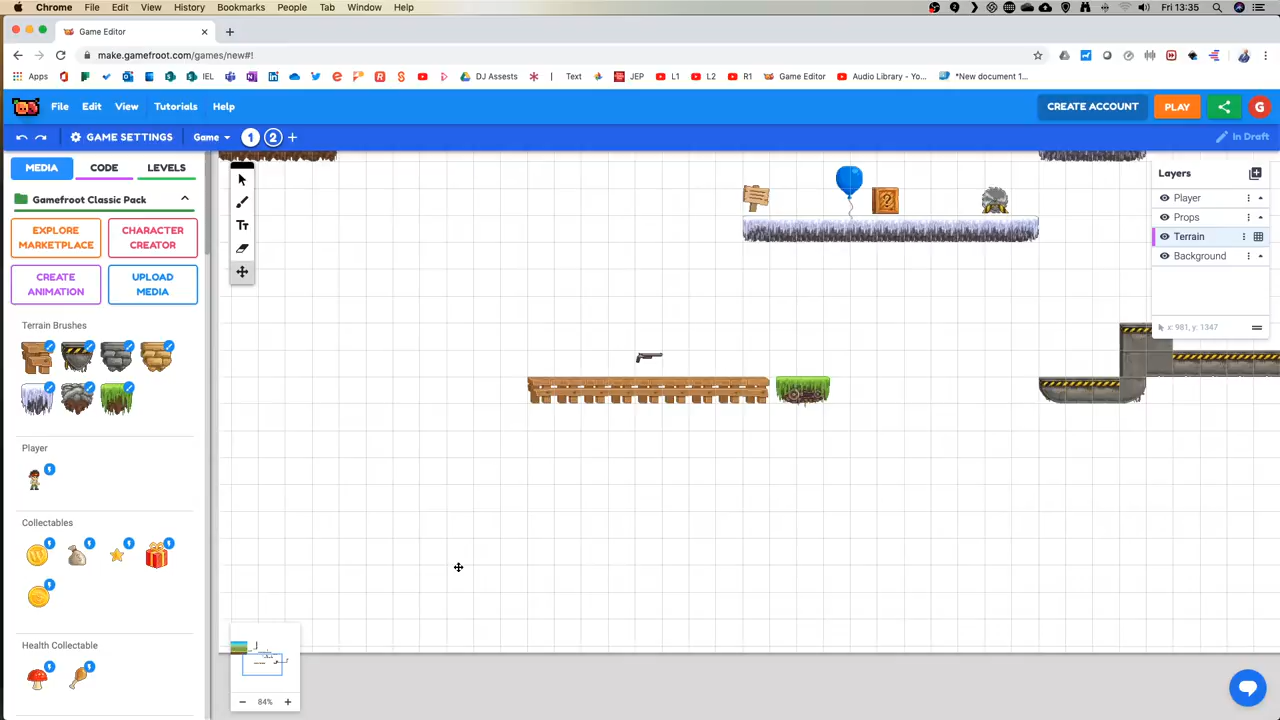 Chrome File Edit View History Bookmarks People Tab Window Help Fri 13:35
Game Editor
make.gamefroot.com/games/new#!
Apps IEL DJ Assests Text JEP L1 L2 R1 Game Editor Audio Library - Yo... *New document 1...
File Edit View Tutorials Help CREATE ACCOUNT PLAY G
GAME SETTINGS Game 1 2 + In Draft
MEDIA CODE LEVELS
Layers
Gamefroot Classic Pack
Player
Props
Terrain
Background
x: 981, y: 1347
EXPLORE MARKETPLACE
CHARACTER CREATOR
CREATE ANIMATION
UPLOAD MEDIA
Tt
Terrain Brushes
Player
Collectables
Health Collectable
84%